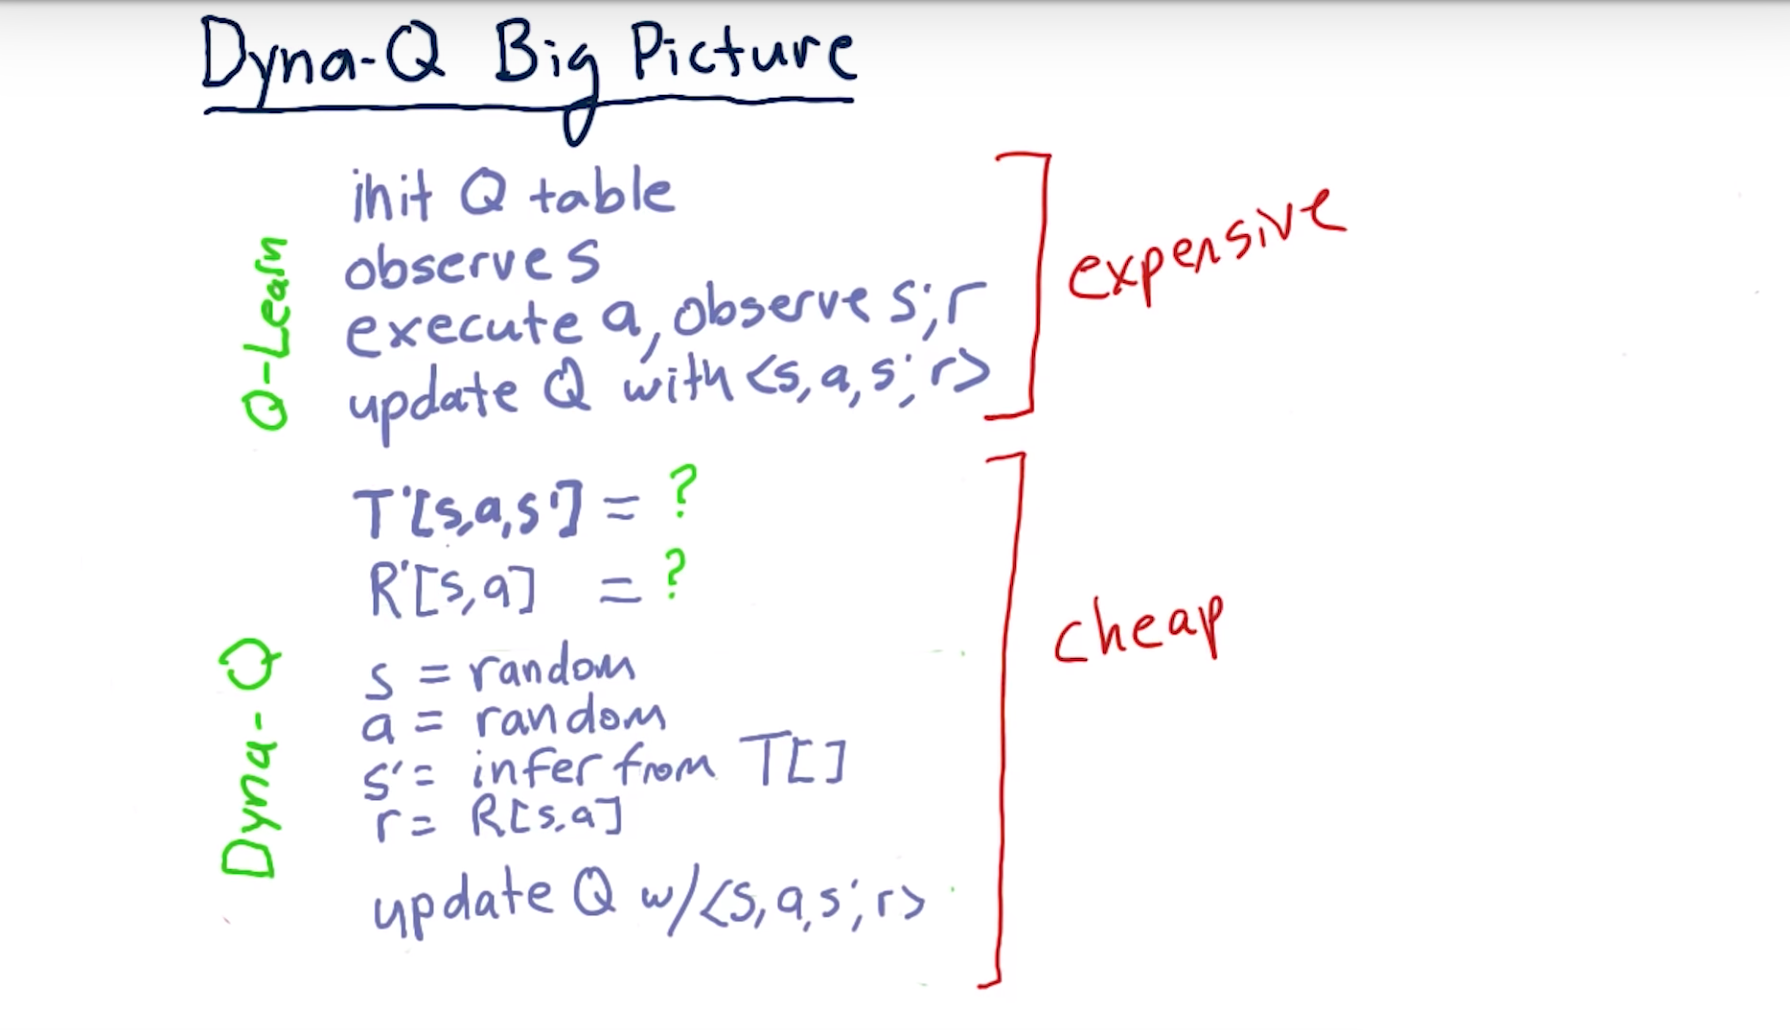 Dyna-Q Big Picture
init Q table
observe s
execute a, observe s', r
update Q with <s, a, s', r>
expensive
Q-Learn
T'[s,a,s'] = ?
R'[s,a] = ?
s = random
a = random
s' = infer from T[]
r = R[s,a]
update Q w/<s, a, s', r>
cheap
Dyna-Q